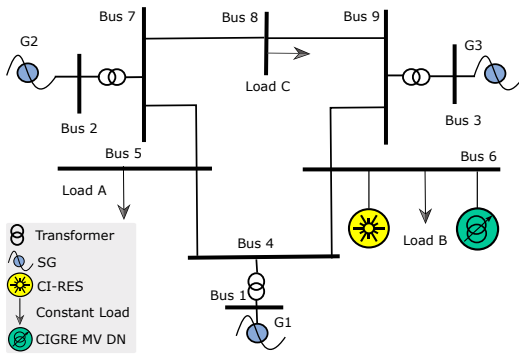 Bus 7
Bus 8
Bus 9
G2
G3
Load C
Bus 2
Bus 3
Bus 5
Bus 6
Load A
Load B
Bus 4
Bus 1
G1
Transformer
SG
CI-RES
Constant Load
CIGRE MV DN